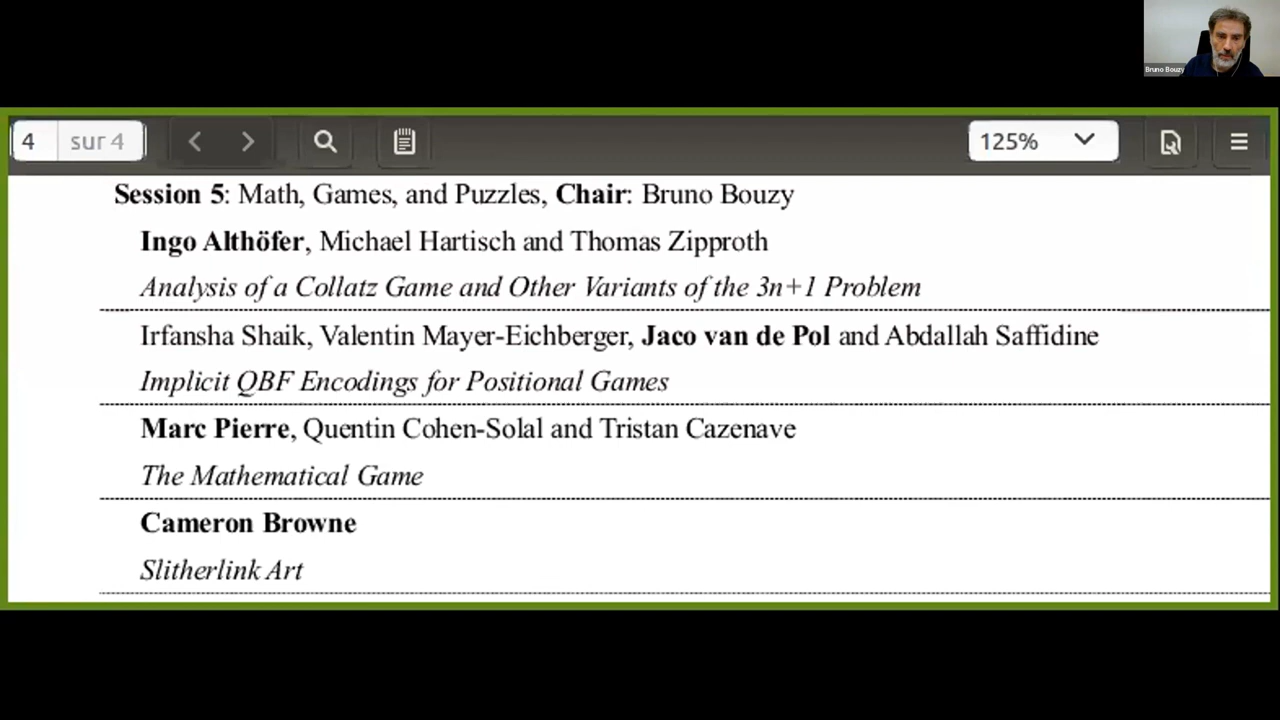 Bruno Bouzy
4 sur 4
125%
Session 5: Math, Games, and Puzzles, Chair: Bruno Bouzy
Ingo Althöfer, Michael Hartisch and Thomas Zipproth
Analysis of a Collatz Game and Other Variants of the 3n+1 Problem
Irfansha Shaik, Valentin Mayer-Eichberger, Jaco van de Pol and Abdallah Saffidine
Implicit QBF Encodings for Positional Games
Marc Pierre, Quentin Cohen-Solal and Tristan Cazenave
The Mathematical Game
Cameron Browne
Slitherlink Art